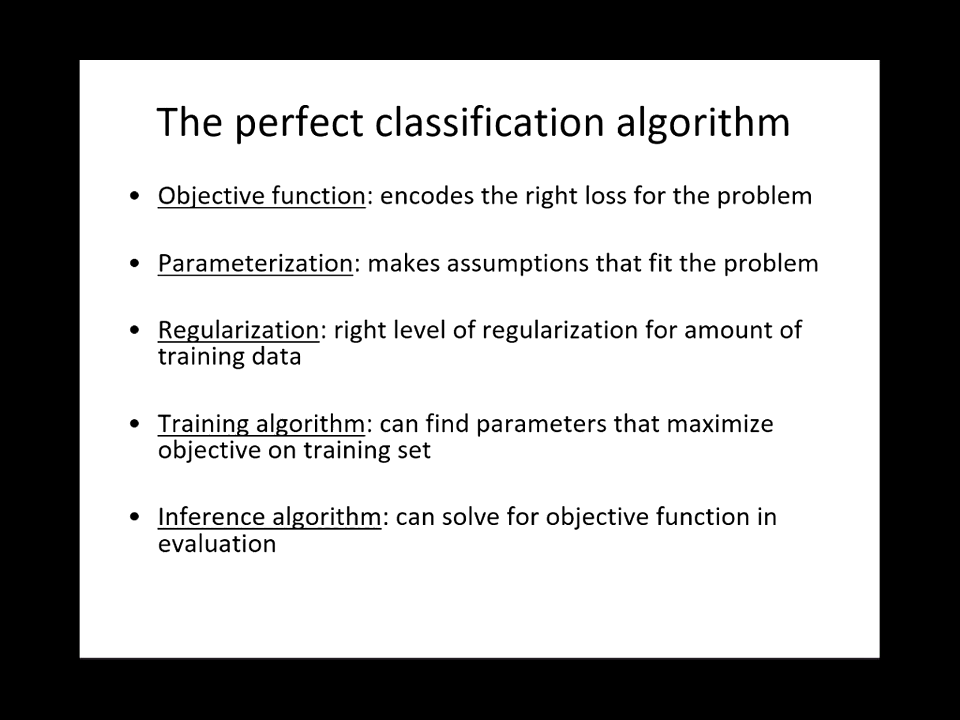 The perfect classification algorithm
• Objective function: encodes the right loss for the problem
• Parameterization: makes assumptions that fit the problem
• Regularization: right level of regularization for amount of
training data
• Training algorithm: can find parameters that maximize
objective on training set
• Inference algorithm: can solve for objective function in
evaluation